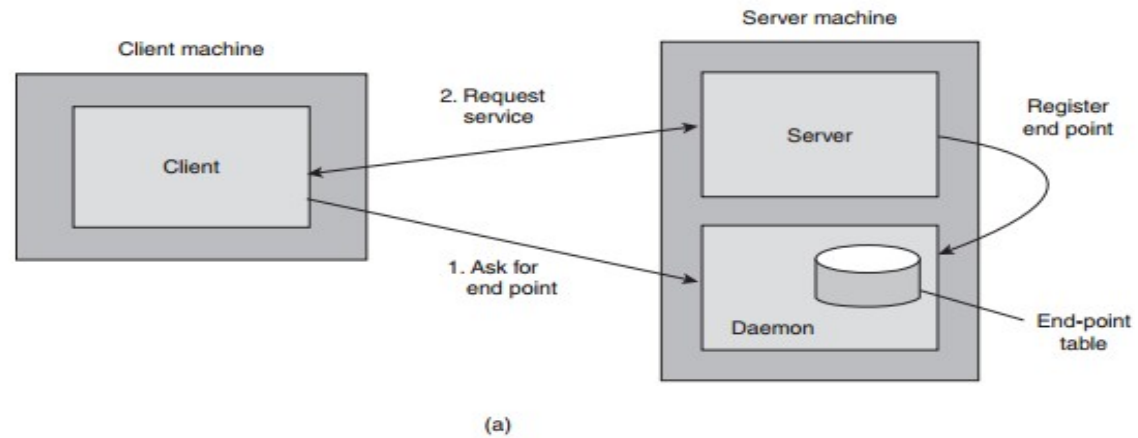 Server machine
Client machine
2. Request
service
Register
end point
Server
Client
1. Ask for
end point
Daemon
End-point
table
(a)